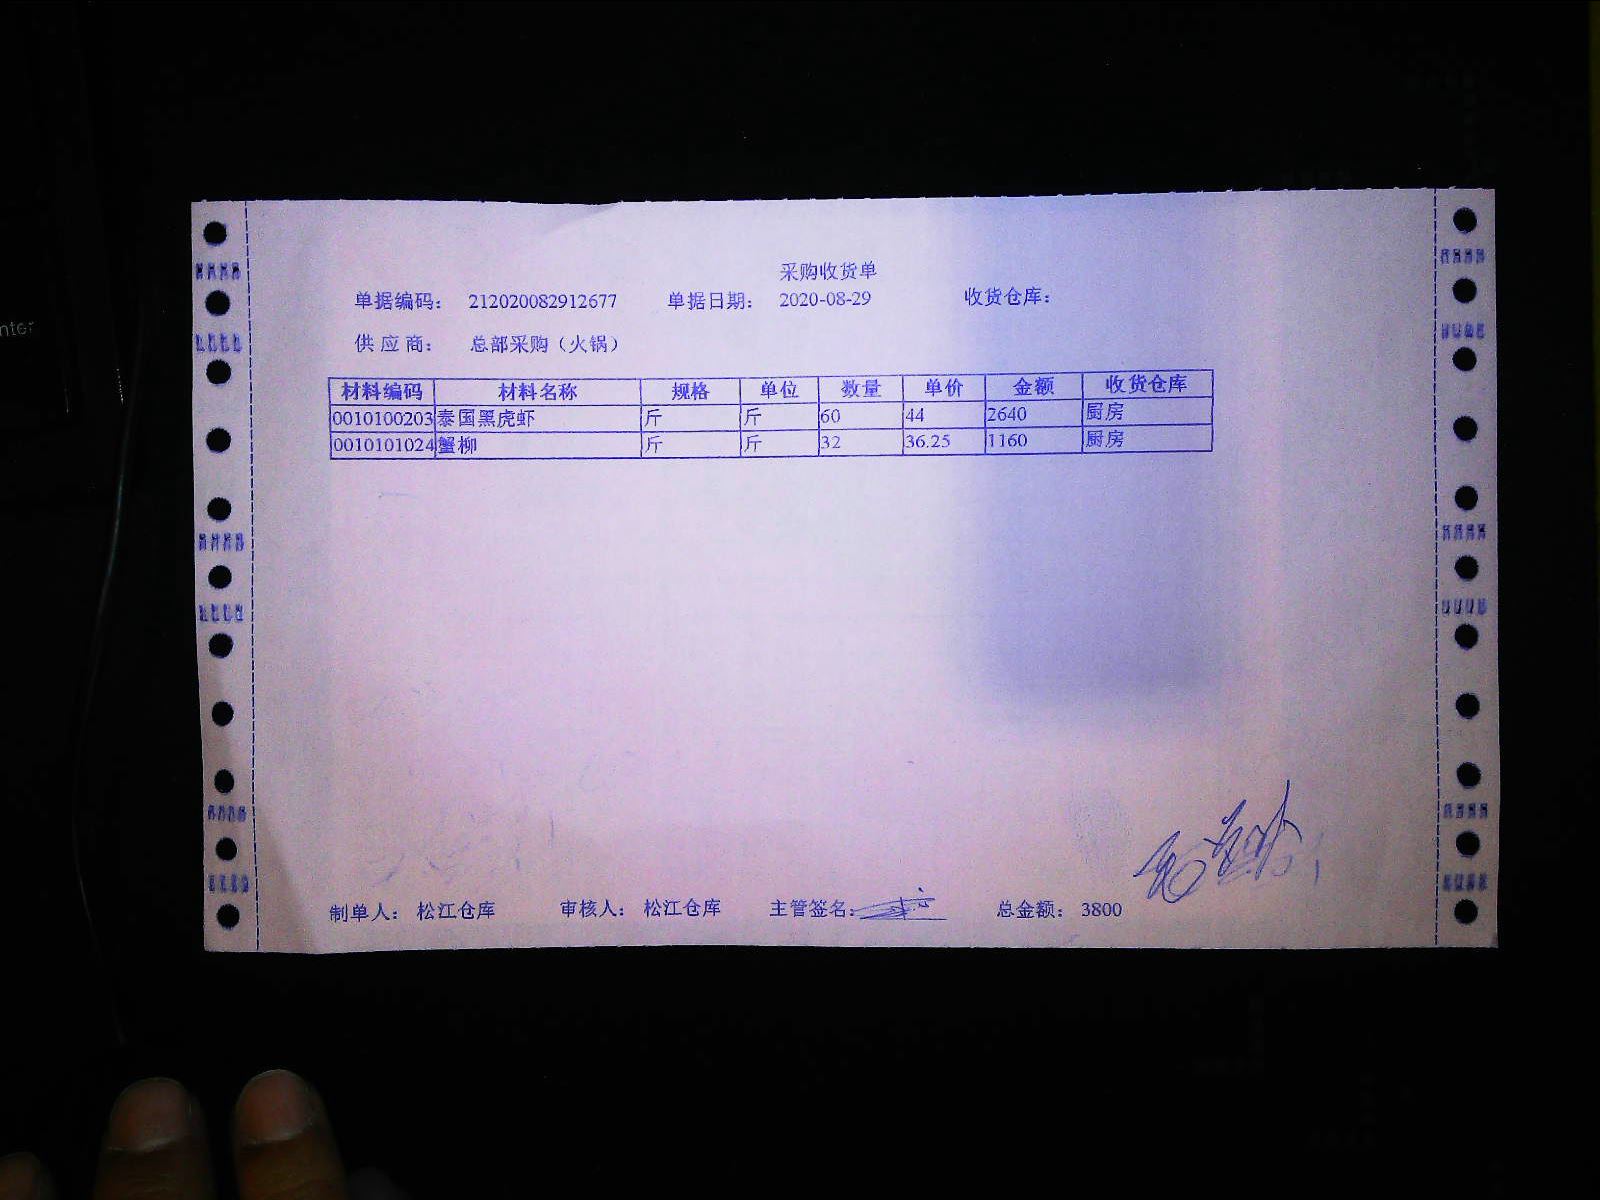 采购收货单
单据编码： 212020082912677 单据日期： 2020-08-29 收货仓库：
供应商： 总部采购（火锅）
材料编码 材料名称 规格 单位 数量 单价 金额 收货仓库
0010100203 泰国黑虎虾 斤 斤 60 44 2640 厨房
0010101024 蟹柳 斤 斤 32 36.25 1160 厨房
制单人： 松江仓库 审核人： 松江仓库 主管签名： 总金额： 3800
nter